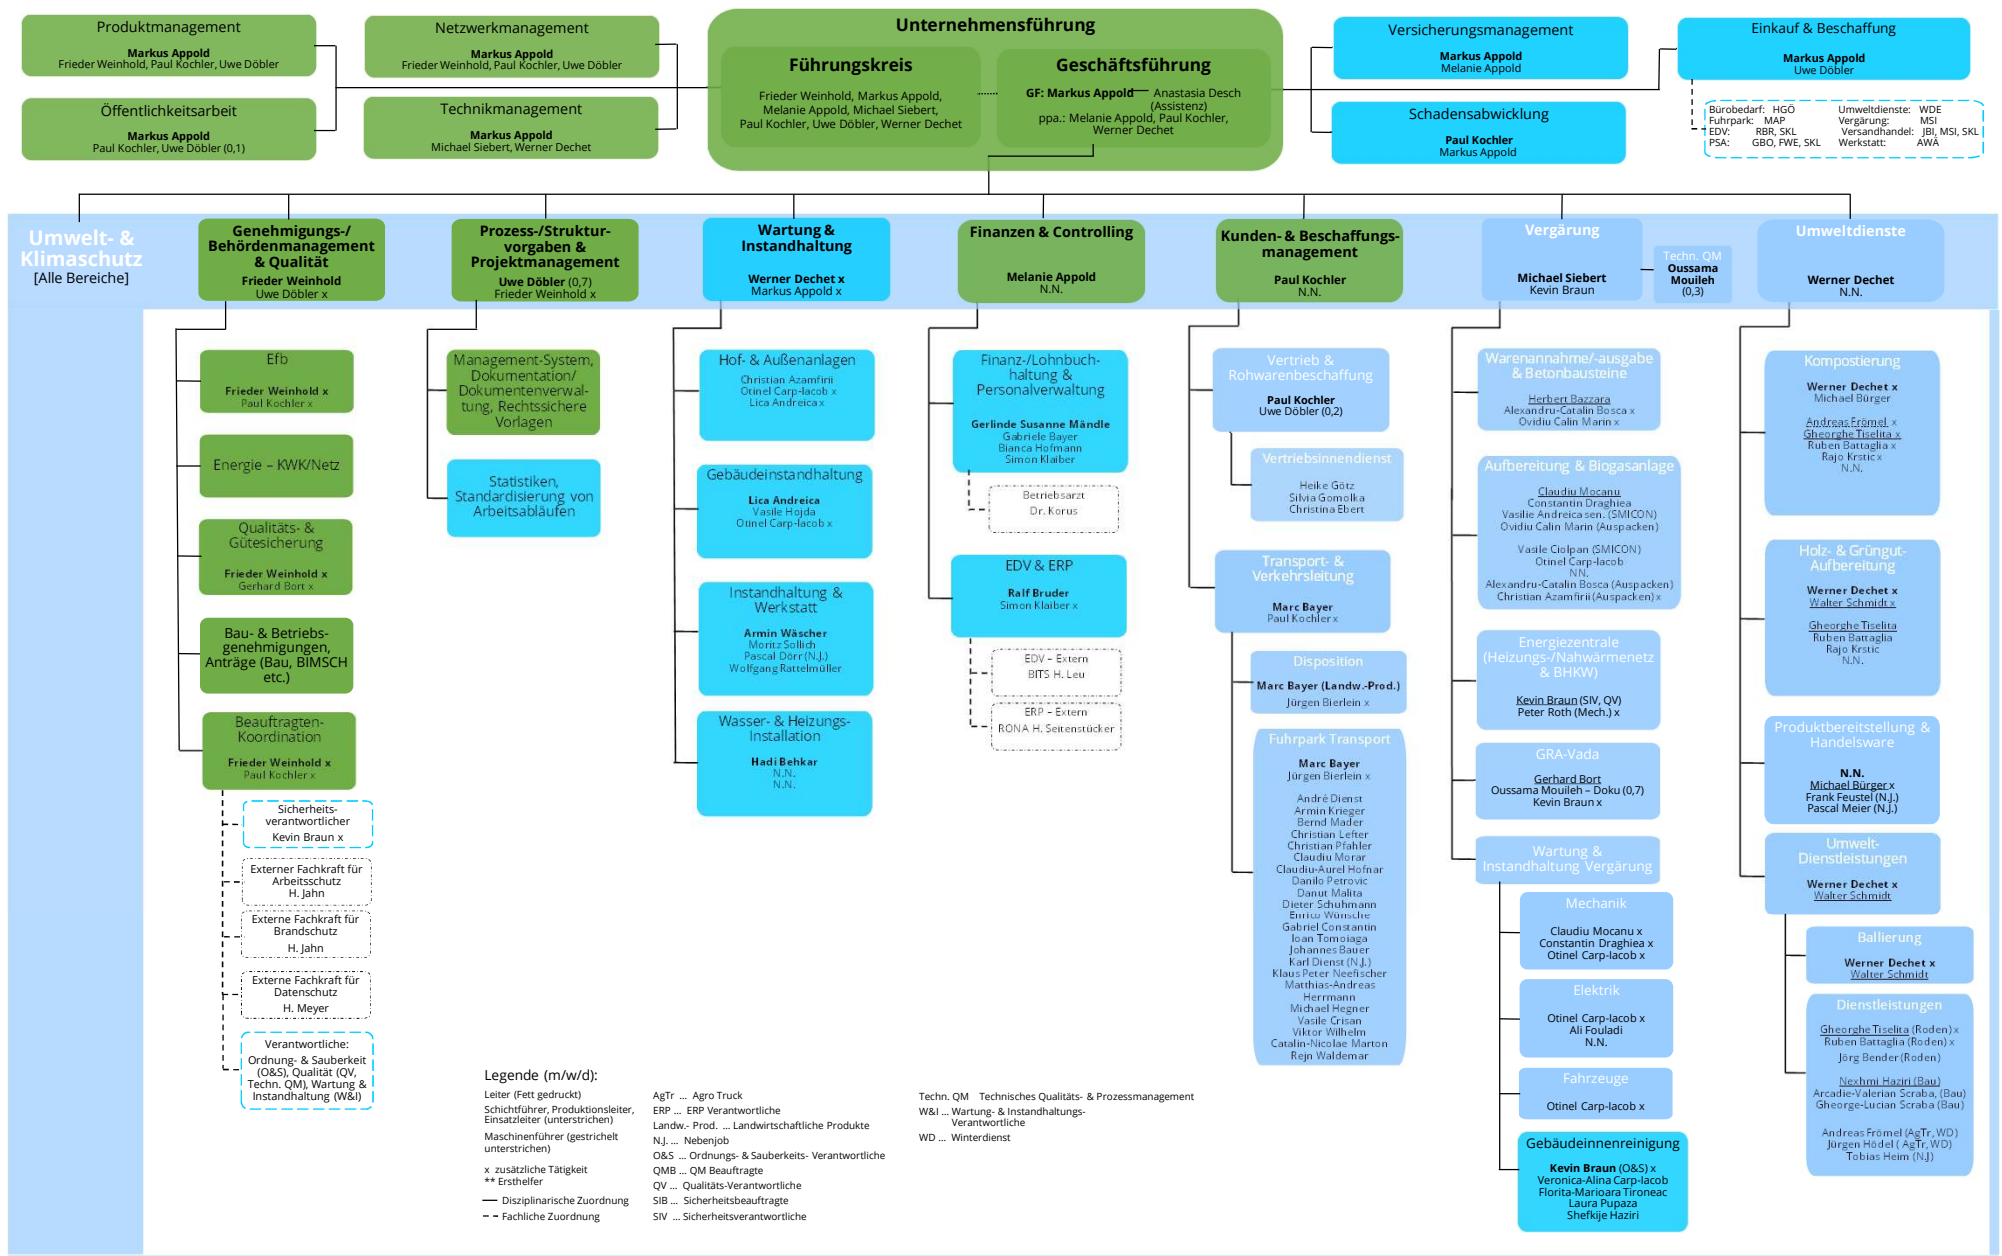 Produktmanagement
Markus Appold
Frieder Weinhold, Paul Kochler, Uwe Döbler
Netzwerkmanagement
Markus Appold
Frieder Weinhold, Paul Kochler, Uwe Döbler
Öffentlichkeitsarbeit
Markus Appold
Paul Kochler, Uwe Döbler (0,1)
Technikmanagement
Markus Appold
Michael Siebert, Werner Dechet
Unternehmensführung
Führungskreis
Frieder Weinhold, Markus Appold,
Melanie Appold, Michael Siebert,
Paul Kochler, Uwe Döbler, Werner Dechet
Geschäftsführung
GF: Markus Appold Anastasia Desch
(Assistenz)
ppa.: Melanie Appold, Paul Kochler,
Werner Dechet
Versicherungsmanagement
Markus Appold
Melanie Appold
Schadensabwicklung
Paul Kochler
Markus Appold
Einkauf & Beschaffung
Markus Appold
Uwe Döbler
Bürobedarf: HGÖ Umweltdienste: WDE
Fuhrpark: MAP Vergärung: MSI
EDV: RBR, SKL Versandhandel: JBI, MSI, SKL
PSA: GBO, FWE, SKL Werkstatt: AWÄ
Umwelt- &
Klimaschutz
[Alle Bereiche]
Genehmigungs-/
Behördenmanagement
& Qualität
Frieder Weinhold
Uwe Döbler x
Prozess-/Struktur-
vorgaben &
Projektmanagement
Uwe Döbler (0,7)
Frieder Weinhold x
Wartung &
Instandhaltung
Werner Dechet x
Markus Appold x
Finanzen & Controlling
Melanie Appold
N.N.
Kunden- & Beschaffungs-
management
Paul Kochler
N.N.
Vergärung
Michael Siebert
Kevin Braun
Techn. QM
Oussama
Mouileh
(0,3)
Umweltdienste
Werner Dechet
N.N.
Efb
Frieder Weinhold x
Paul Kochler x
Energie – KWK/Netz
Qualitäts- &
Gütesicherung
Frieder Weinhold x
Gerhard Bort x
Bau- & Betriebs-
genehmigungen,
Anträge (Bau, BIMSCH
etc.)
Beauftragten-
Koordination
Frieder Weinhold x
Paul Kochler x
Sicherheits-
verantwortlicher
Kevin Braun x
Externer Fachkraft für
Arbeitsschutz
H. Jahn
Externe Fachkraft für
Brandschutz
H. Jahn
Externe Fachkraft für
Datenschutz
H. Meyer
Verantwortliche:
Ordnung- & Sauberkeit
(O&S), Qualität (QV,
Techn. QM), Wartung &
Instandhaltung (W&I)
Management-System,
Dokumentation/
Dokumentenverwal-
tung, Rechtssichere
Vorlagen
Statistiken,
Standardisierung von
Arbeitsabläufen
Hof- & Außenanlagen
Christian Azamfirii
Otinel Carp-Iacob x
Lica Andreica x
Gebäudeinstandhaltung
Lica Andreica
Vasile Hojda
Otinel Carp-Iacob x
Instandhaltung &
Werkstatt
Armin Wäscher
Moritz Sollich
Pascal Dörr (N.J.)
Wolfgang Rattelmüller
Wasser- & Heizungs-
Installation
Hadi Behkar
N.N.
N.N.
Finanz-/Lohnbuch-
haltung &
Personalverwaltung
Gerlinde Susanne Mändle
Gabriele Bayer
Bianca Hofmann
Simon Klaiber
Betriebsarzt
Dr. Korus
EDV & ERP
Ralf Bruder
Simon Klaiber x
EDV – Extern
BITS H. Leu
ERP – Extern
RONA H. Seitenstücker
Vertrieb &
Rohwarenbeschaffung
Paul Kochler
Uwe Döbler (0,2)
Vertriebsinnendienst
Heike Götz
Silvia Gomolka
Christina Ebert
Transport- &
Verkehrsleitung
Marc Bayer
Paul Kochler x
Disposition
Marc Bayer (Landw.-Prod.)
Jürgen Bierlein x
Fuhrpark Transport
Marc Bayer
Jürgen Bierlein x
André Dienst
Armin Krieger
Bernd Mader
Christian Lefter
Christian Pfahler
Claudiu Morar
Claudiu-Aurel Hofnar
Danilo Petrovic
Danut Malita
Dieter Schuhmann
Enrico Wünsche
Gabriel Constantin
Ioan Tomoiaga
Johannes Bauer
Karl Dienst (N.J.)
Klaus Peter Neefischer
Matthias-Andreas
Herrmann
Michael Hegner
Vasile Crisan
Viktor Wilhelm
Catalin-Nicolae Marton
Rejn Waldemar
Warenannahme/-ausgabe
& Betonbausteine
Herbert Bazzara
Alexandru-Catalin Bosca x
Ovidiu Calin Marin x
Aufbereitung & Biogasanlage
Claudiu Mocanu
Constantin Draghiea
Vasilie Andreica sen. (SMICON)
Ovidiu Calin Marin (Auspacken)
Vasile Ciolpan (SMICON)
Otinel Carp-Iacob
N.N.
Alexandru-Catalin Bosca (Auspacken)
Christian Azamfirii (Auspacken) x
Energiezentrale
(Heizungs-/Nahwärmenetz
& BHKW)
Kevin Braun (SIV, QV)
Peter Roth (Mech.) x
GRA-Vada
Gerhard Bort
Oussama Mouileh – Doku (0,7)
Kevin Braun x
Wartung &
Instandhaltung Vergärung
Mechanik
Claudiu Mocanu x
Constantin Draghiea x
Otinel Carp-Iacob x
Elektrik
Otinel Carp-Iacob x
Ali Fouladi
N.N.
Fahrzeuge
Otinel Carp-Iacob x
Gebäudeinnenreinigung
Kevin Braun (O&S) x
Veronica-Alina Carp-Iacob
Florita-Marioara Tironeac
Laura Pupaza
Shefkije Haziri
Kompostierung
Werner Dechet x
Michael Bürger
Andreas Frömel x
Gheorghe Tiselita x
Ruben Battaglia x
Rajo Krstic x
N.N.
Holz- & Grüngut-
Aufbereitung
Werner Dechet x
Walter Schmidt x
Gheorghe Tiselita
Ruben Battaglia
Rajo Krstic
N.N.
Produktbereitstellung &
Handelsware
N.N.
Michael Bürger x
Frank Feustel (N.J.)
Pascal Meier (N.J.)
Umwelt-
Dienstleistungen
Werner Dechet x
Walter Schmidt
Ballierung
Werner Dechet x
Walter Schmidt
Dienstleistungen
Gheorghe Tiselita (Roden) x
Ruben Battaglia (Roden) x
Jörg Bender (Roden)
Nexhmi Haziri (Bau)
Arcadie-Valerian Scraba, (Bau)
Gheorge-Lucian Scraba (Bau)
Andreas Frömel (AgTr, WD)
Jürgen Hödel ( AgTr, WD)
Tobias Heim (N.J)
Legende (m/w/d):
Leiter (Fett gedruckt)
Schichtführer, Produktionsleiter,
Einsatzleiter (unterstrichen)
Maschinenführer (gestrichelt
unterstrichen)
x zusätzliche Tätigkeit
** Ersthelfer
Disziplinarische Zuordnung
Fachliche Zuordnung
AgTr ... Agro Truck
ERP ... ERP Verantwortliche
Landw.- Prod. ... Landwirtschaftliche Produkte
N.J. ... Nebenjob
O&S ... Ordnungs- & Sauberkeits- Verantwortliche
QMB ... QM Beauftragte
QV ... Qualitäts-Verantwortliche
SIB ... Sicherheitsbeauftragte
SIV ... Sicherheitsverantwortliche
Techn. QM Technisches Qualitäts- & Prozessmanagement
W&I ... Wartung- & Instandhaltungs-
Verantwortliche
WD ... Winterdienst